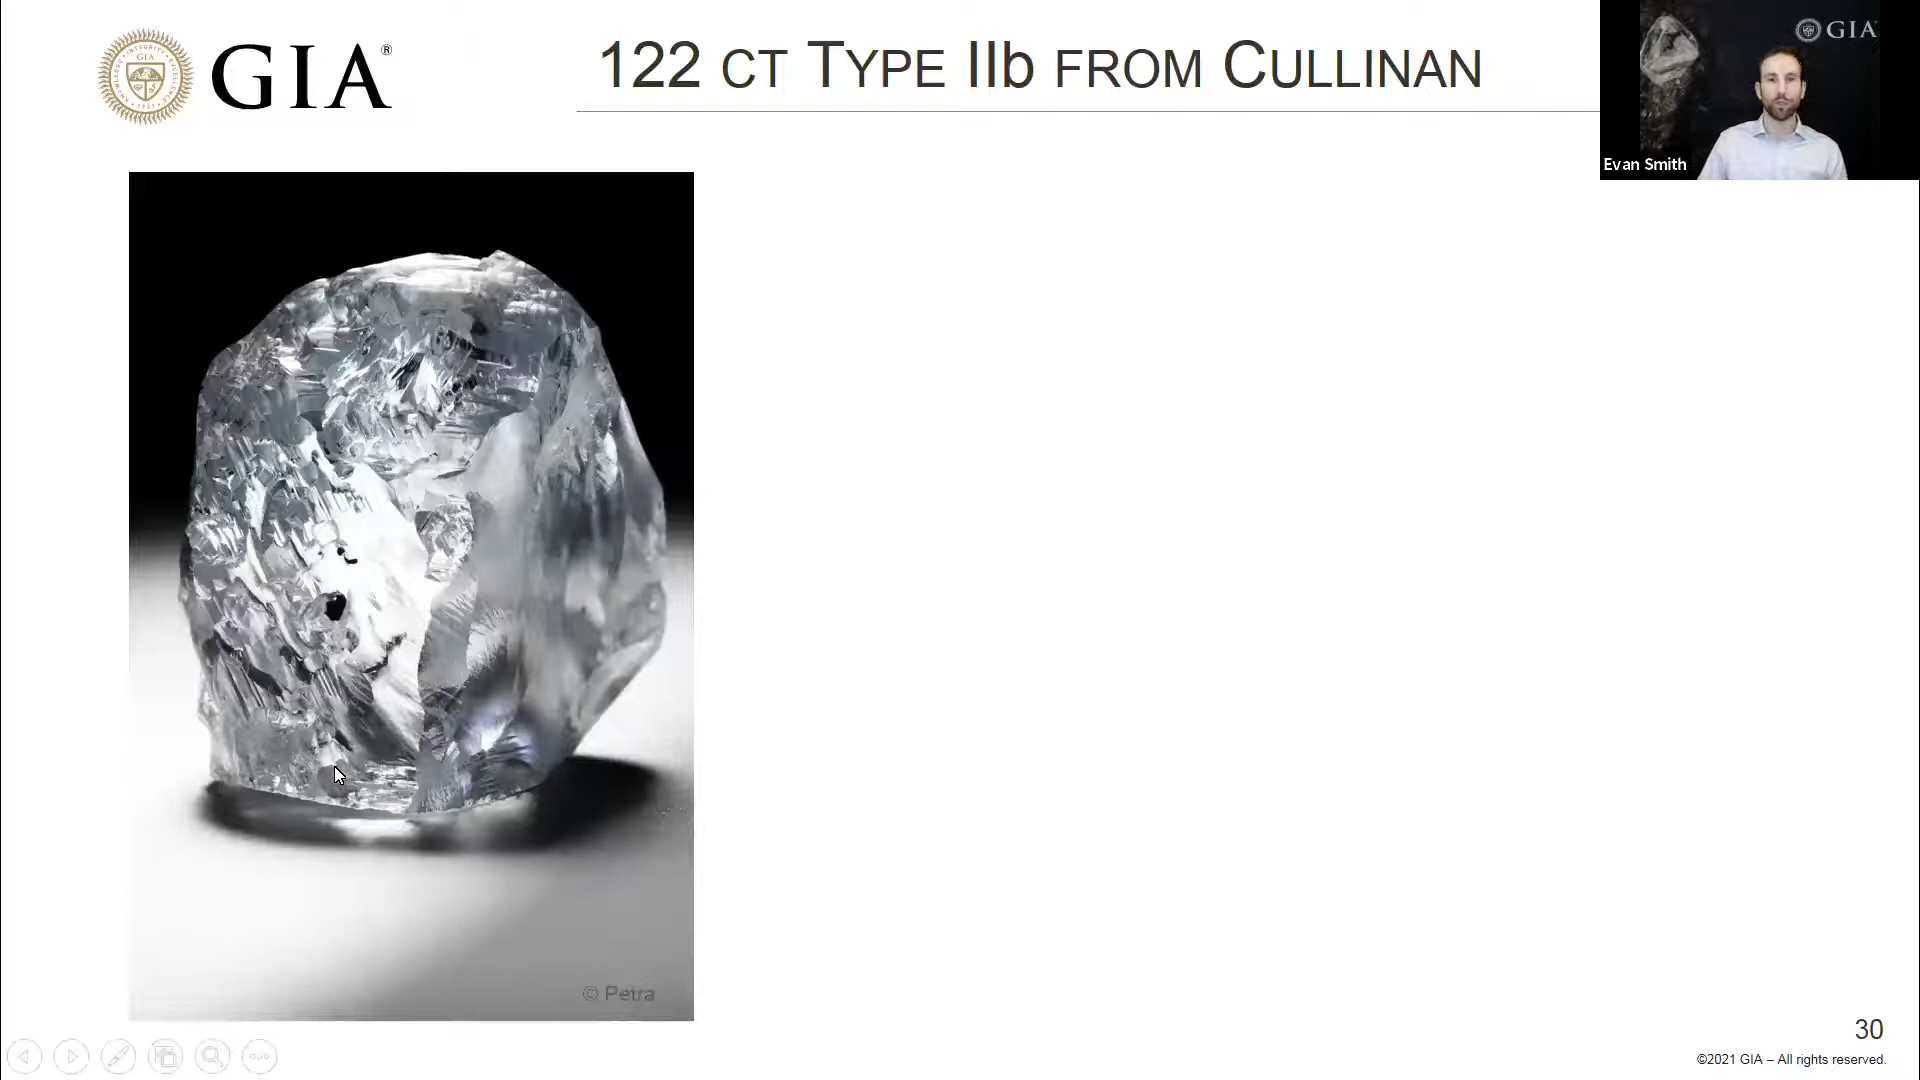 GIA®
122 CT TYPE IIb FROM CULLINAN
GIA
Evan Smith
© Petra
30
©2021 GIA – All rights reserved.